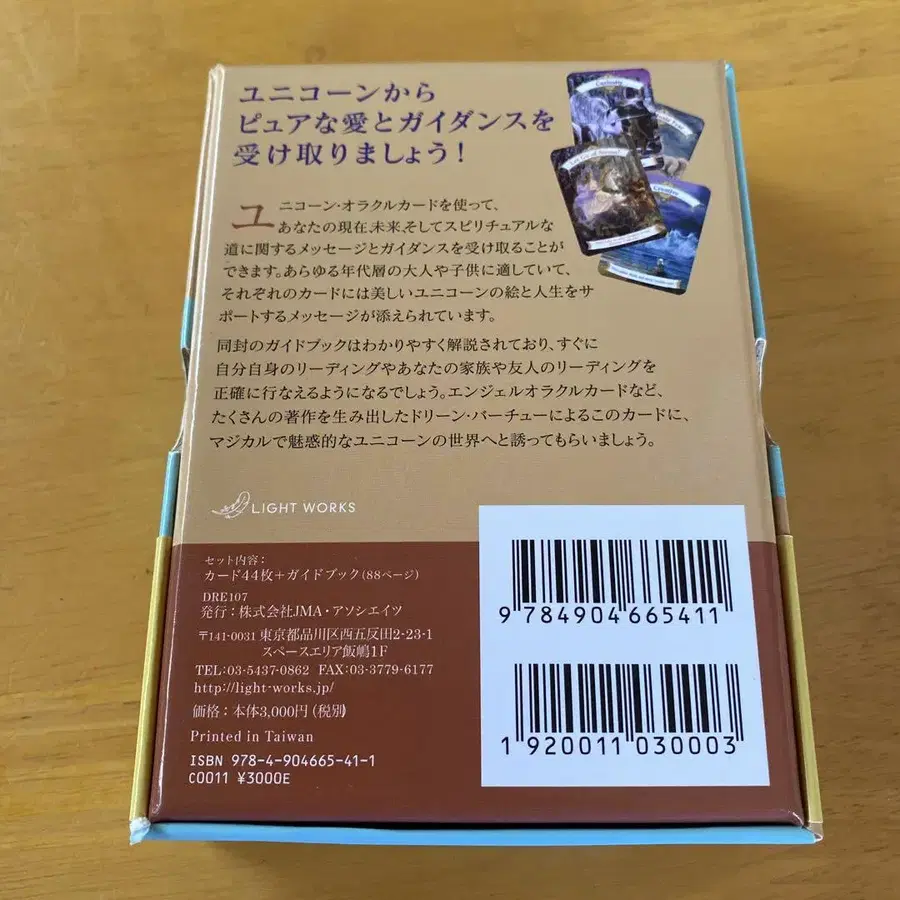 ユニコーンから
ピュアな愛とガイダンスを
受け取りましょう!
ユニコーン・オラクルカードを使って、
あなたの現在、未来、そしてスピリチュアルな
道に関するメッセージとガイダンスを受け取ることが
できます。あらゆる年代層の大人や子供に適していて、
それぞれのカードには美しいユニコーンの絵と人生をサ
ポートするメッセージが添えられています。
同封のガイドブックはわかりやすく解説されており、すぐに
自分自身のリーディングやあなたの家族や友人のリーディングを
正確に行なえるようになるでしょう。エンジェルオラクルカードなど、
たくさんの著作を生み出したドリーン・バーチューによるこのカードに、
マジカルで魅惑的なユニコーンの世界へと誘ってもらいましょう。
LIGHT WORKS
セット内容:
カード44枚+ガイドブック(88ページ)
DRE107
発行:株式会社JMA・アソシエイツ
〒141-0031 東京都品川区西五反田2-23-1
スペースエリア飯嶋1F
TEL:03-5437-0862 FAX:03-3779-6177
http://light-works.jp/
価格:本体3,000円(税別)
Printed in Taiwan
ISBN 978-4-904665-41-1
C0011 ¥3000E
9 784904 665411
1 920011 030003